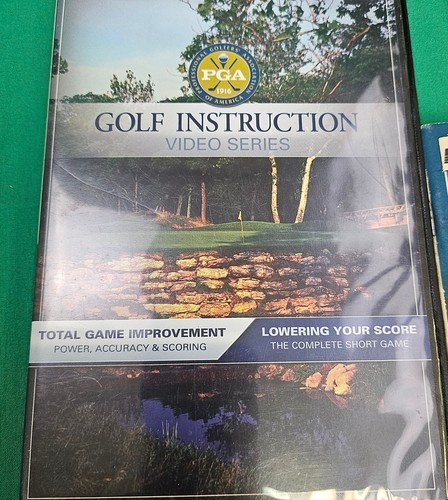 PROFESSIONAL GOLFERS' ASSOCIATION
PGA
1916
OF AMERICA
GOLF INSTRUCTION
VIDEO SERIES
TOTAL GAME IMPROVEMENT
POWER, ACCURACY & SCORING
LOWERING YOUR SCORE
THE COMPLETE SHORT GAME